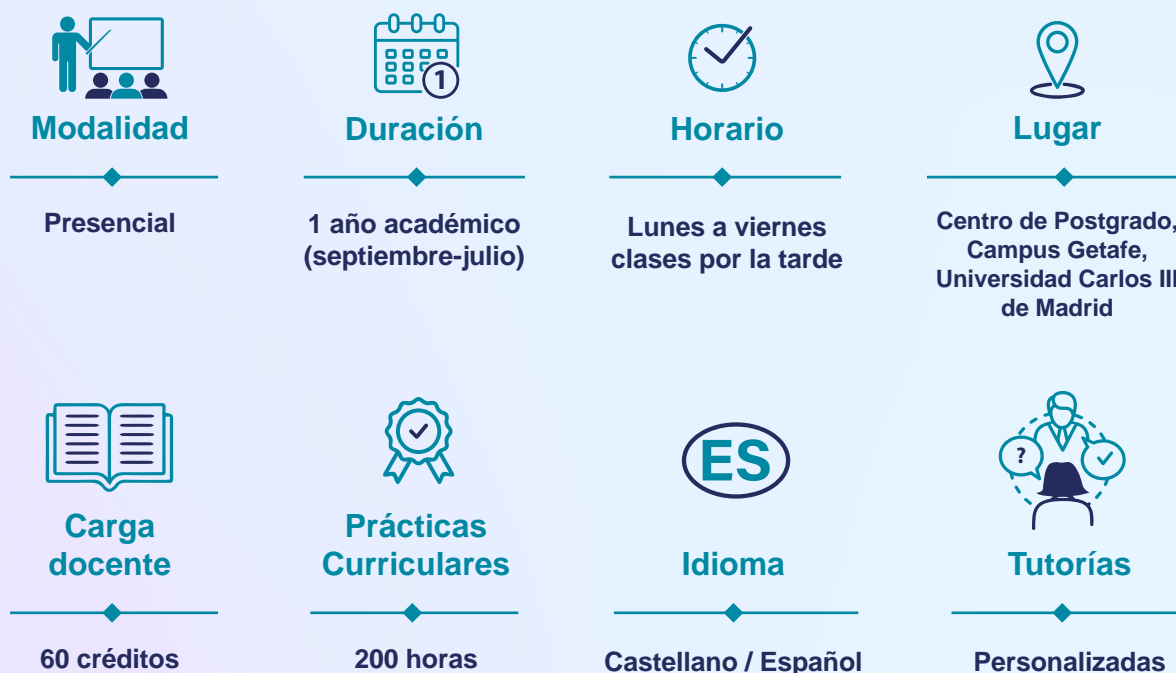 1
Modalidad
Duración
Horario
Lugar
Presencial
1 año académico
(septiembre-julio)
Lunes a viernes
clases por la tarde
Centro de Postgrado,
Campus Getafe,
Universidad Carlos III
de Madrid
ES
?
Carga
docente
Prácticas
Curriculares
Idioma
Tutorías
60 créditos
200 horas
Castellano / Español
Personalizadas